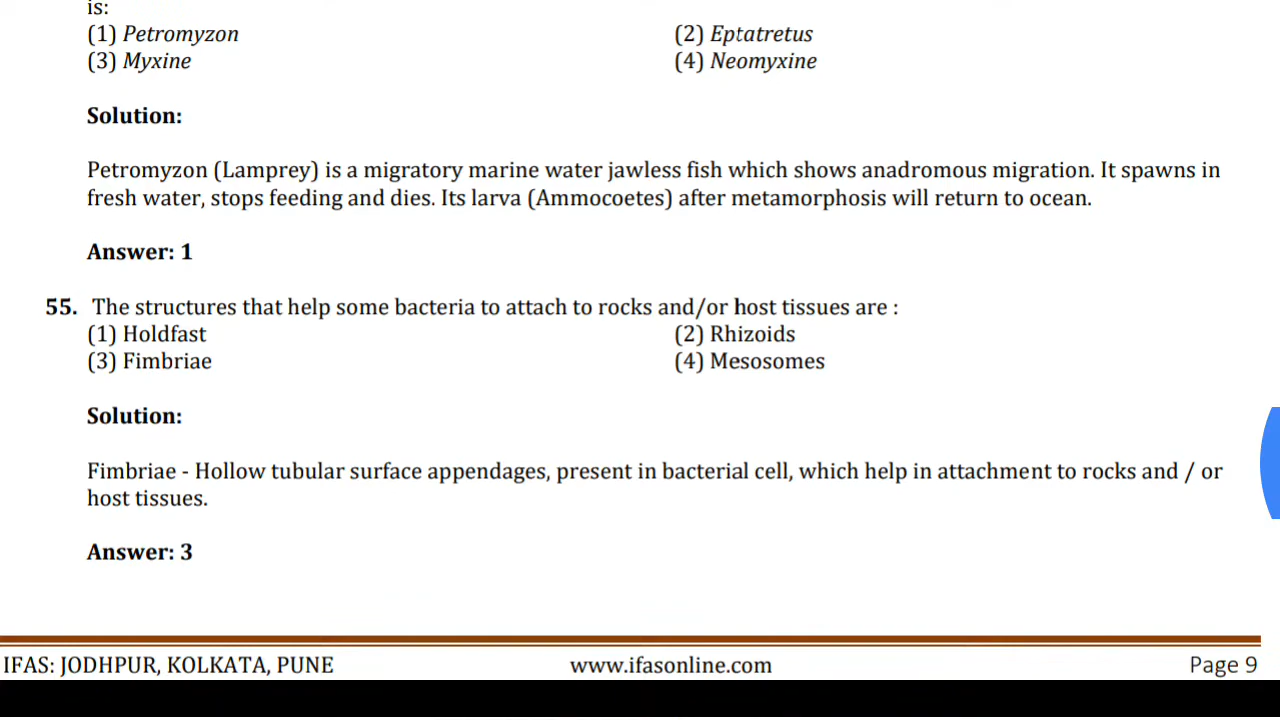 is:
(1) Petromyzon (2) Eptatretus
(3) Myxine (4) Neomyxine
Solution:
Petromyzon (Lamprey) is a migratory marine water jawless fish which shows anadromous migration. It spawns in
fresh water, stops feeding and dies. Its larva (Ammocoetes) after metamorphosis will return to ocean.
Answer: 1
55. The structures that help some bacteria to attach to rocks and/or host tissues are :
(1) Holdfast (2) Rhizoids
(3) Fimbriae (4) Mesosomes
Solution:
Fimbriae - Hollow tubular surface appendages, present in bacterial cell, which help in attachment to rocks and / or
host tissues.
Answer: 3
IFAS: JODHPUR, KOLKATA, PUNE www.ifasonline.com Page 9